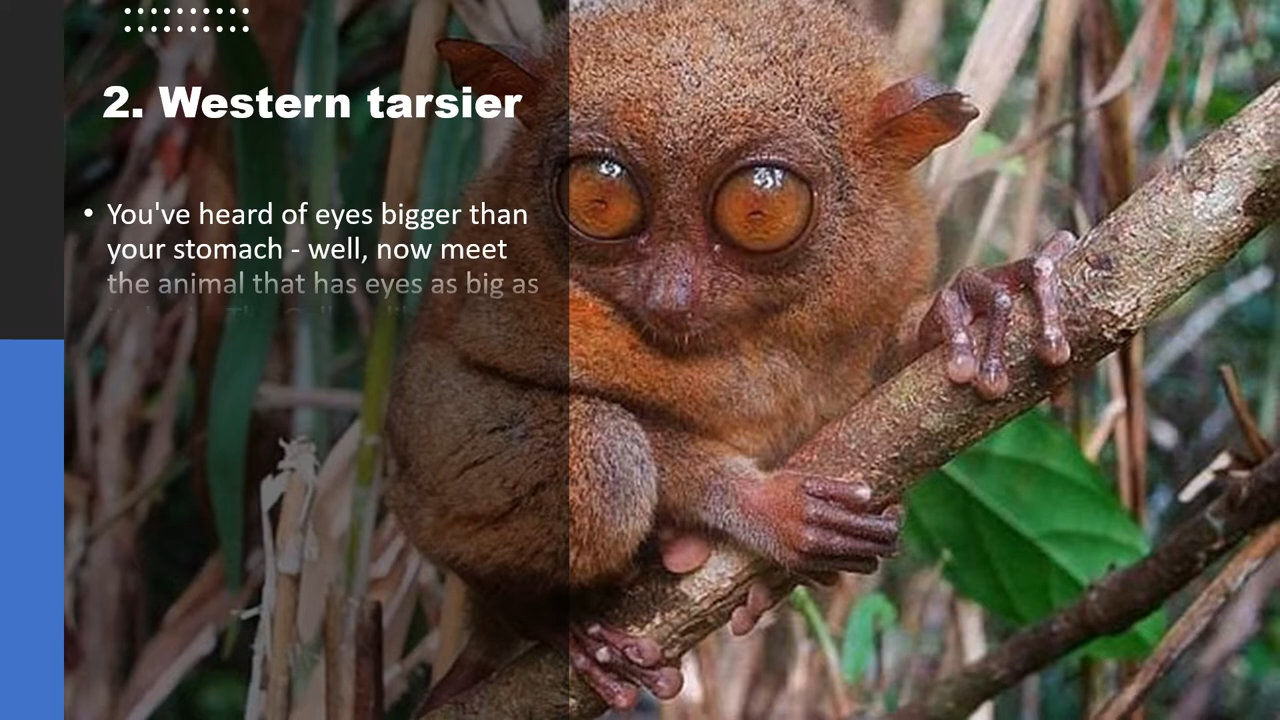 2. Western tarsier
• You've heard of eyes bigger than
your stomach - well, now meet
the animal that has eyes as big as